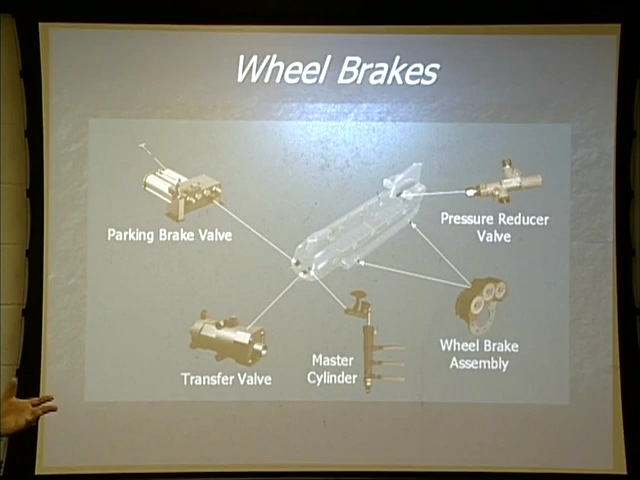 Wheel Brakes
Parking Brake Valve
Pressure Reducer
Valve
Wheel Brake
Assembly
Master
Cylinder
Transfer Valve